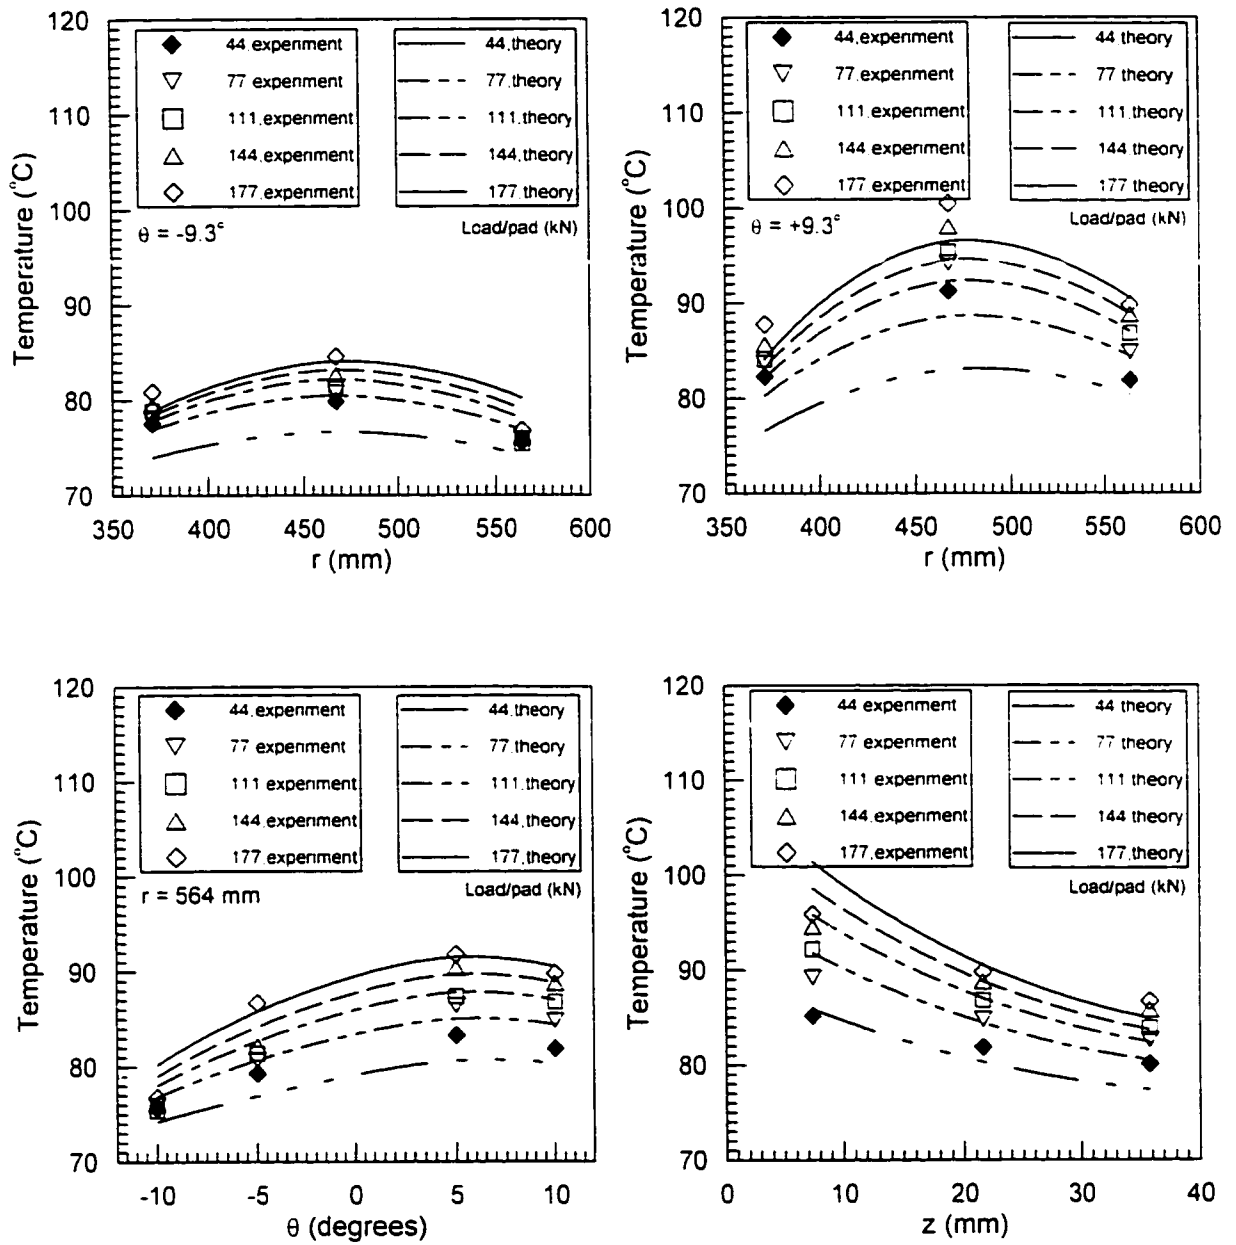 120
110
100
90
80
70
Temperature (°C)
44.experiment
77 experiment
111.experiment
144.experiment
177.experiment
44.theory
77.theory
111.theory
144.theory
177.theory
Load/pad (kN)
θ = -9.3°
350 400 450 500 550 600
r (mm)
120
110
100
90
80
70
Temperature (°C)
44.experiment
77.experiment
111.experiment
144.experiment
177 experiment
44 theory
77 theory
111.theory
144.theory
177 theory
Load/pad (kN)
θ = +9.3°
350 400 450 500 550 600
r (mm)
120
110
100
90
80
70
Temperature (°C)
44.experiment
77 experiment
111 experiment
144.experiment
177.experiment
44.theory
77.theory
111.theory
144.theory
177.theory
Load/pad (kN)
r = 564 mm
-10 -5 0 5 10
θ (degrees)
120
110
100
90
80
70
Temperature (°C)
44 experiment
77 experiment
111 experiment
144.experiment
177.experiment
44 theory
77 theory
111 theory
144 theory
177.theory
Load/pad (kN)
0 10 20 30 40
z (mm)